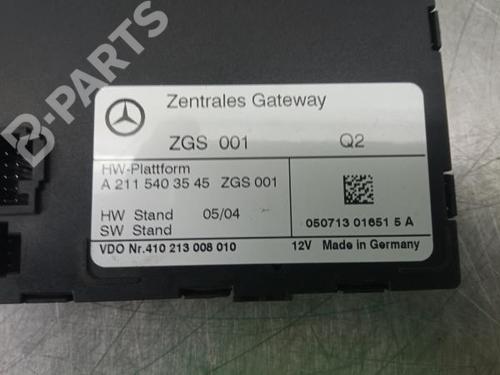 B-PARTS
Zentrales Gateway
ZGS 001 Q2
HW-Plattform
A 211 540 35 45 ZGS 001
HW Stand 05/04
SW Stand
050713 01651 5 A
VDO Nr.410 213 008 010 12V Made in Germany